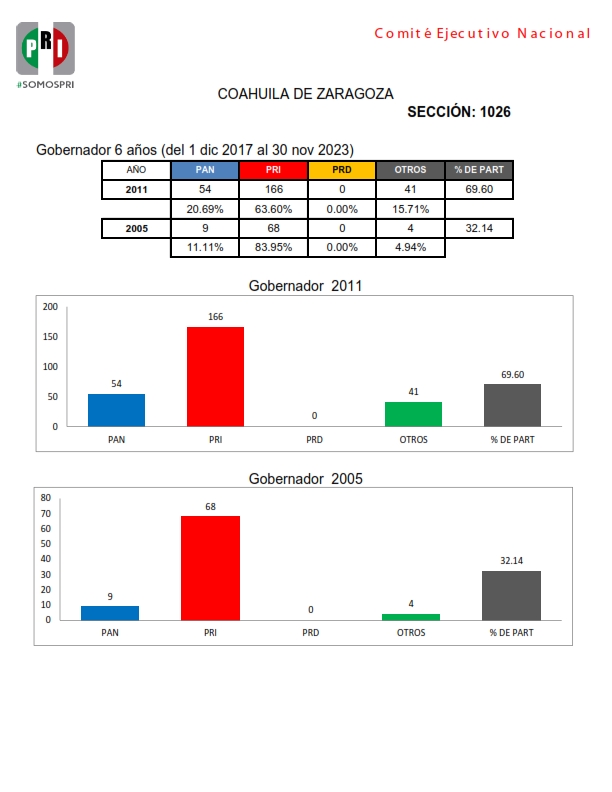 PRI
#SOMOSPRI
Comité Ejecutivo Nacional
COAHUILA DE ZARAGOZA
SECCIÓN: 1026
Gobernador 6 años (del 1 dic 2017 al 30 nov 2023)
AÑO PAN PRI PRD OTROS % DE PART
2011 54 166 0 41 69.60
20.69% 63.60% 0.00% 15.71%
2005 9 68 0 4 32.14
11.11% 83.95% 0.00% 4.94%
Gobernador 2011
200
150
100
50
0
54
166
0
41
69.60
PAN PRI PRD OTROS % DE PART
Gobernador 2005
80
70
60
50
40
30
20
10
0
9
68
0
4
32.14
PAN PRI PRD OTROS % DE PART